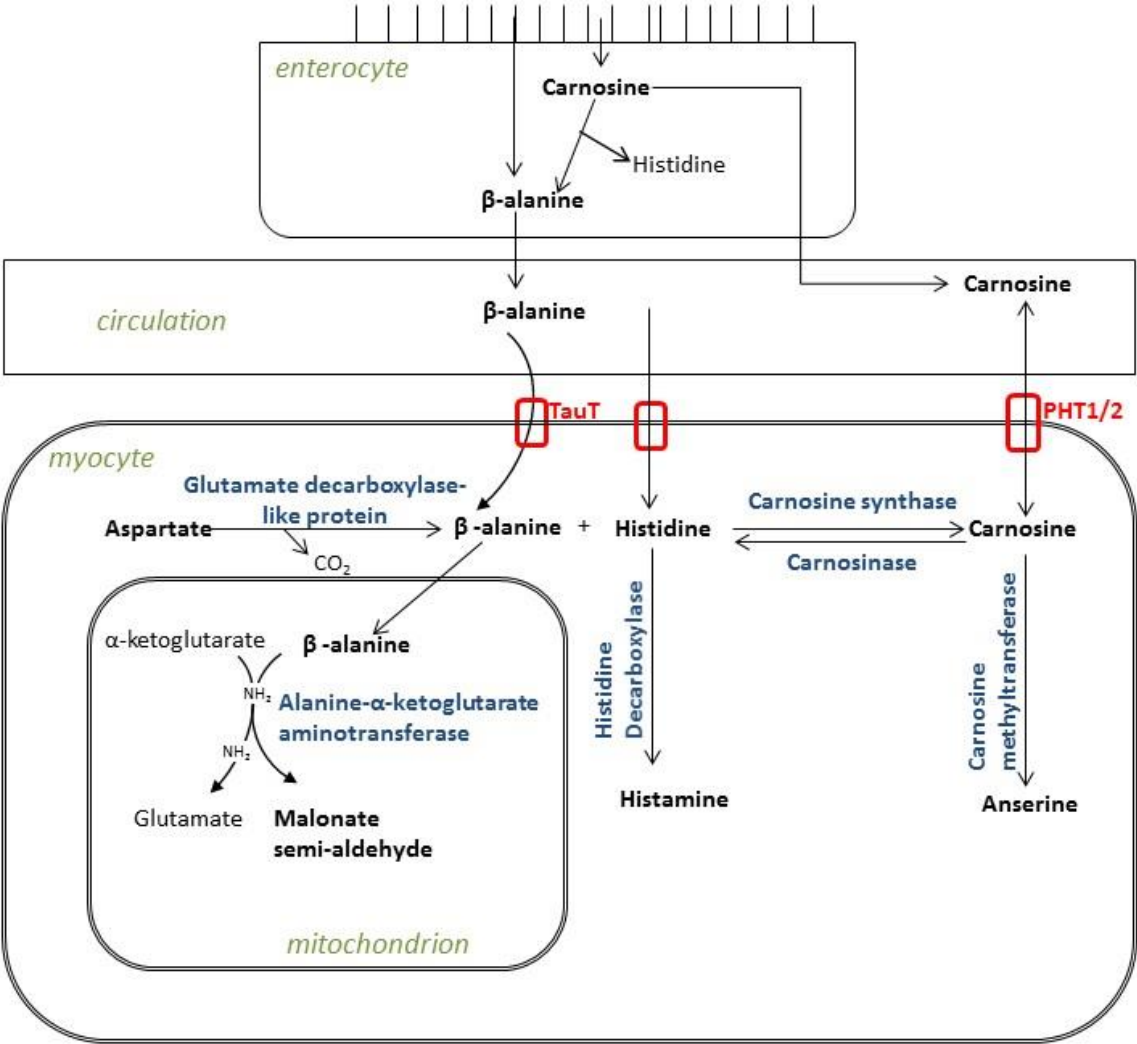 enterocyte
Carnosine
Histidine
β-alanine
Carnosine
β-alanine
circulation
TauT
PHT1/2
myocyte
Glutamate decarboxylase-
like protein
Carnosine synthase
Aspartate
β -alanine + Histidine
Carnosine
CO₂
Carnosinase
α-ketoglutarate
β -alanine
Histidine
Decarboxylase
Carnosine
methyltransferase
NH₂
Alanine-α-ketoglutarate
aminotransferase
NH₂
Histamine
Anserine
Glutamate
Malonate
semi-aldehyde
mitochondrion